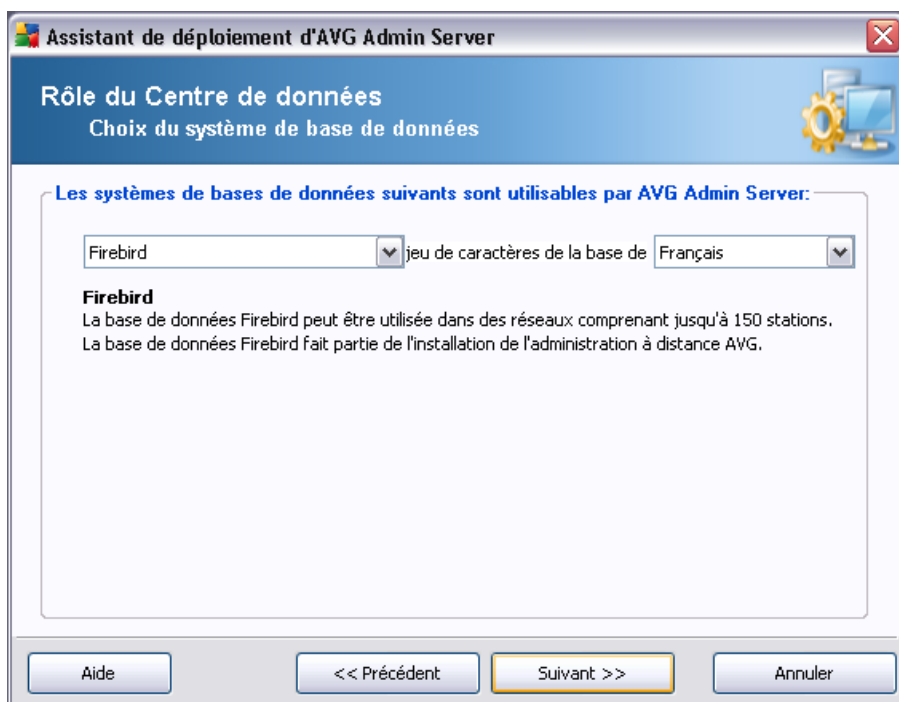 Assistant de déploiement d'AVG Admin Server
Rôle du Centre de données
Choix du système de base de données
Les systèmes de bases de données suivants sont utilisables par AVG Admin Server:
Firebird jeu de caractères de la base de Français
Firebird
La base de données Firebird peut être utilisée dans des réseaux comprenant jusqu'à 150 stations.
La base de données Firebird fait partie de l'installation de l'administration à distance AVG.
Aide << Précédent Suivant >> Annuler